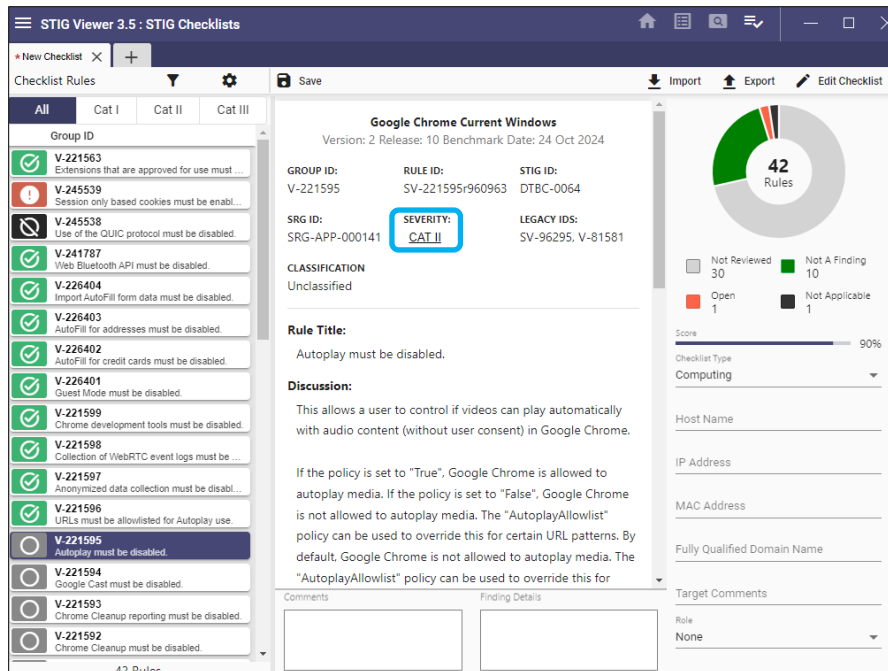 STIG Viewer 3.5 : STIG Checklists
* New Checklist
Checklist Rules
Save
Import
Export
Edit Checklist
All
Cat I
Cat II
Cat III
Group ID
V-221563
Extensions that are approved for use must ...
V-245539
Session only based cookies must be enabl...
V-245538
Use of the QUIC protocol must be disabled.
V-241787
Web Bluetooth API must be disabled.
V-226404
Import AutoFill form data must be disabled.
V-226403
AutoFill for addresses must be disabled.
V-226402
AutoFill for credit cards must be disabled.
V-226401
Guest Mode must be disabled.
V-221599
Chrome development tools must be disabled.
V-221598
Collection of WebRTC event logs must be ...
V-221597
Anonymized data collection must be disabl...
V-221596
URLs must be allowlisted for Autoplay use.
V-221595
Autoplay must be disabled.
V-221594
Google Cast must be disabled.
V-221593
Chrome Cleanup reporting must be disabled.
V-221592
Chrome Cleanup must be disabled.
42 Rules
Google Chrome Current Windows
Version: 2 Release: 10 Benchmark Date: 24 Oct 2024
GROUP ID: RULE ID: STIG ID:
V-221595 SV-221595r960963 DTBC-0064
SRG ID: SEVERITY: LEGACY IDS:
SRG-APP-000141 CAT II SV-96295, V-81581
CLASSIFICATION
Unclassified
Rule Title:
Autoplay must be disabled.
Discussion:
This allows a user to control if videos can play automatically
with audio content (without user consent) in Google Chrome.
If the policy is set to "True", Google Chrome is allowed to
autoplay media. If the policy is set to "False", Google Chrome
is not allowed to autoplay media. The "AutoplayAllowlist"
policy can be used to override this for certain URL patterns. By
default, Google Chrome is not allowed to autoplay media. The
"AutoplayAllowlist" policy can be used to override this for
Comments
Finding Details
42
Rules
Not Reviewed
30
Not A Finding
10
Open
1
Not Applicable
1
Score
90%
Checklist Type
Computing
Host Name
IP Address
MAC Address
Fully Qualified Domain Name
Target Comments
Role
None